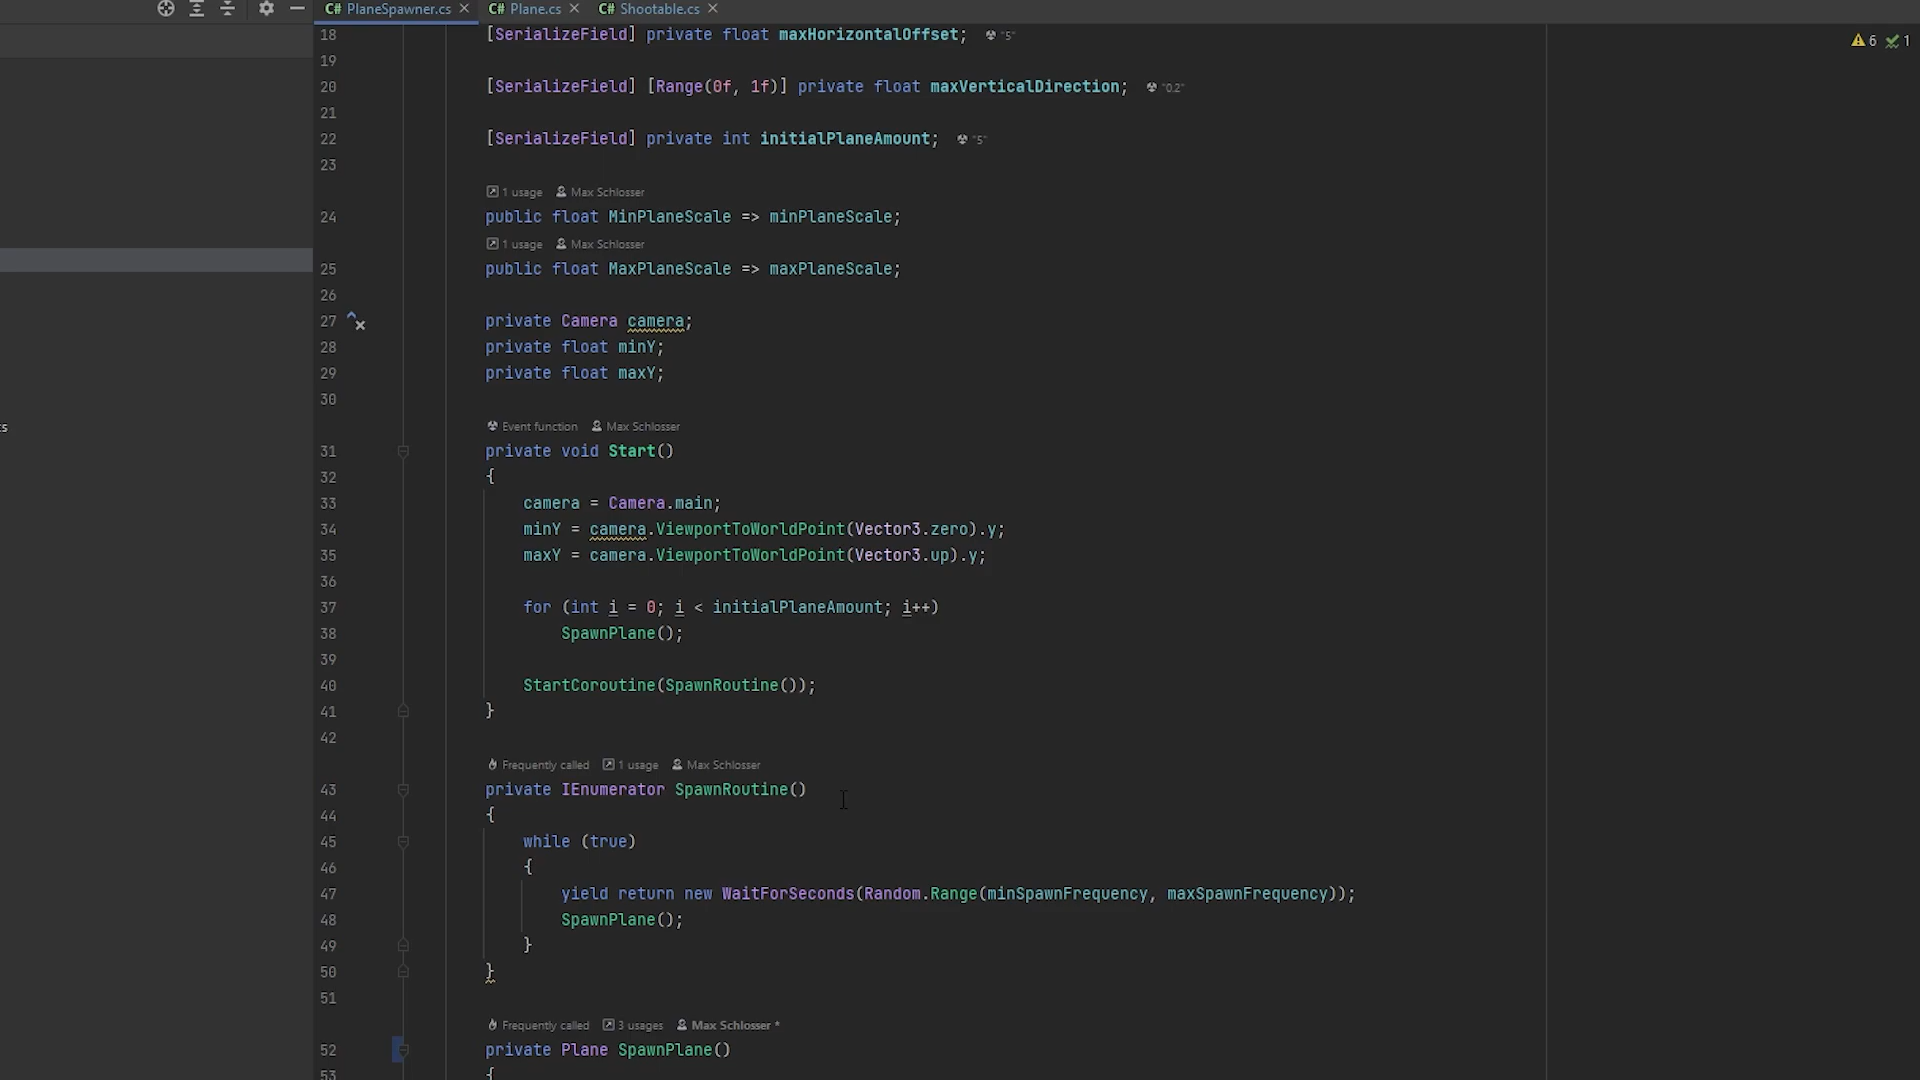 C# PlaneSpawner.cs C# Plane.cs C# Shootable.cs
6 1
18 [SerializeField] private float maxHorizontalOffset; "5"
19
20 [SerializeField] [Range(0f, 1f)] private float maxVerticalDirection; "0.2"
21
22 [SerializeField] private int initialPlaneAmount; "5"
23
1 usage Max Schlosser
24 public float MinPlaneScale => minPlaneScale;
1 usage Max Schlosser
25 public float MaxPlaneScale => maxPlaneScale;
26
27 private Camera camera;
28 private float minY;
29 private float maxY;
30
Event function Max Schlosser
31 private void Start()
32 {
33 camera = Camera.main;
34 minY = camera.ViewportToWorldPoint(Vector3.zero).y;
35 maxY = camera.ViewportToWorldPoint(Vector3.up).y;
36
37 for (int i = 0; i < initialPlaneAmount; i++)
38 SpawnPlane();
39
40 StartCoroutine(SpawnRoutine());
41 }
42
Frequently called 1 usage Max Schlosser
43 private IEnumerator SpawnRoutine()
44 {
45 while (true)
46 {
47 yield return new WaitForSeconds(Random.Range(minSpawnFrequency, maxSpawnFrequency));
48 SpawnPlane();
49 }
50 }
51
Frequently called 3 usages Max Schlosser *
52 private Plane SpawnPlane()
53 {